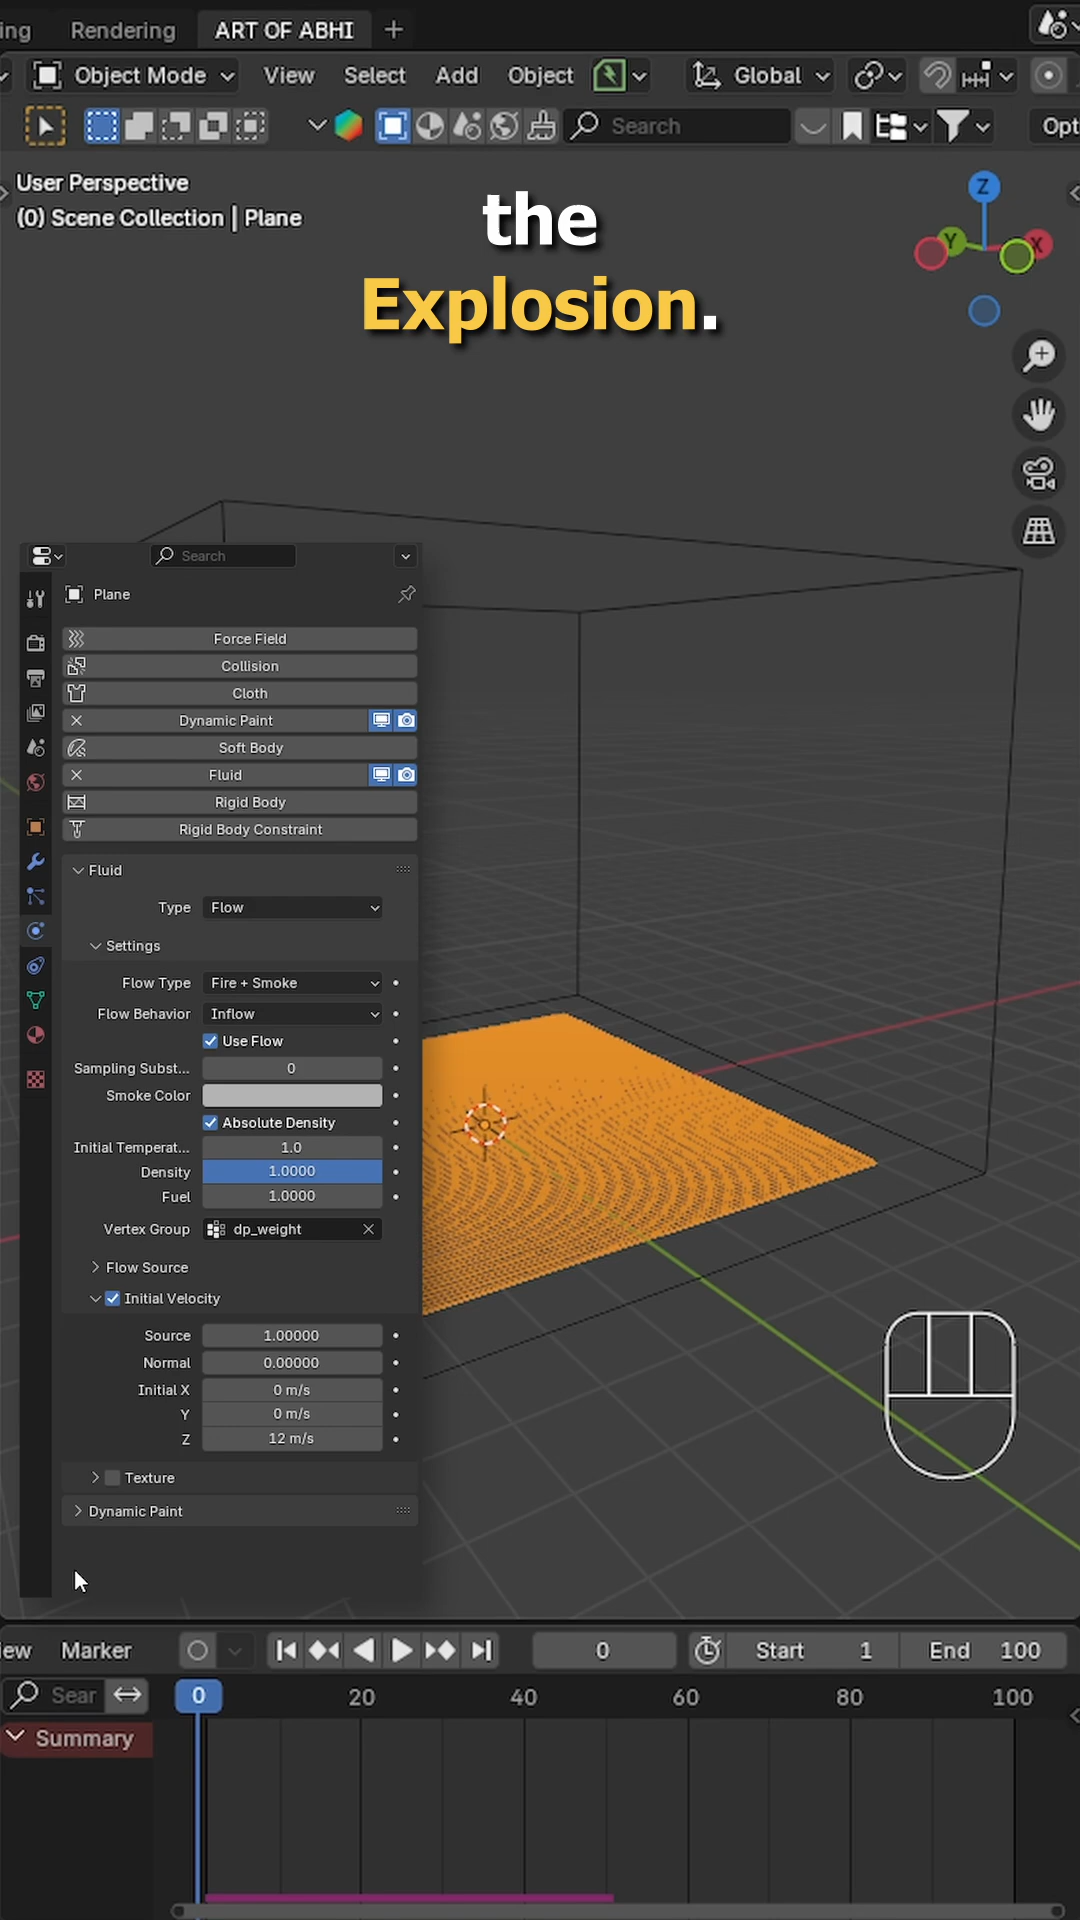 ing Rendering ART OF ABHI +
Object Mode View Select Add Object Global
Search Opt
User Perspective
(0) Scene Collection | Plane
the
Explosion.
Z
Y X
Search
Plane
Force Field
Collision
Cloth
Dynamic Paint
Soft Body
Fluid
Rigid Body
Rigid Body Constraint
Fluid
Type Flow
Settings
Flow Type Fire + Smoke
Flow Behavior Inflow
Use Flow
Sampling Subst... 0
Smoke Color
Absolute Density
Initial Temperat... 1.0
Density 1.0000
Fuel 1.0000
Vertex Group dp_weight
Flow Source
Initial Velocity
Source 1.00000
Normal 0.00000
Initial X 0 m/s
Y 0 m/s
Z 12 m/s
Texture
Dynamic Paint
iew Marker 0 Start 1 End 100
Sear 0 20 40 60 80 100
Summary